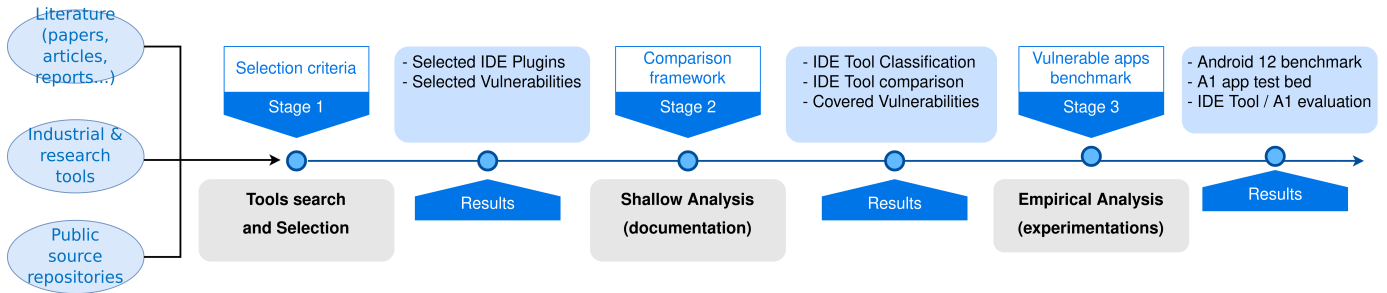 Literature
(papers,
articles,
reports...)
Industrial &
research
tools
Public
source
repositories
Selection criteria
Stage 1
Tools search
and Selection
- Selected IDE Plugins
- Selected Vulnerabilities
Results
Comparison
framework
Stage 2
Shallow Analysis
(documentation)
- IDE Tool Classification
- IDE Tool comparison
- Covered Vulnerabilities
Results
Vulnerable apps
benchmark
Stage 3
Empirical Analysis
(experimentations)
- Android 12 benchmark
- A1 app test bed
- IDE Tool / A1 evaluation
Results